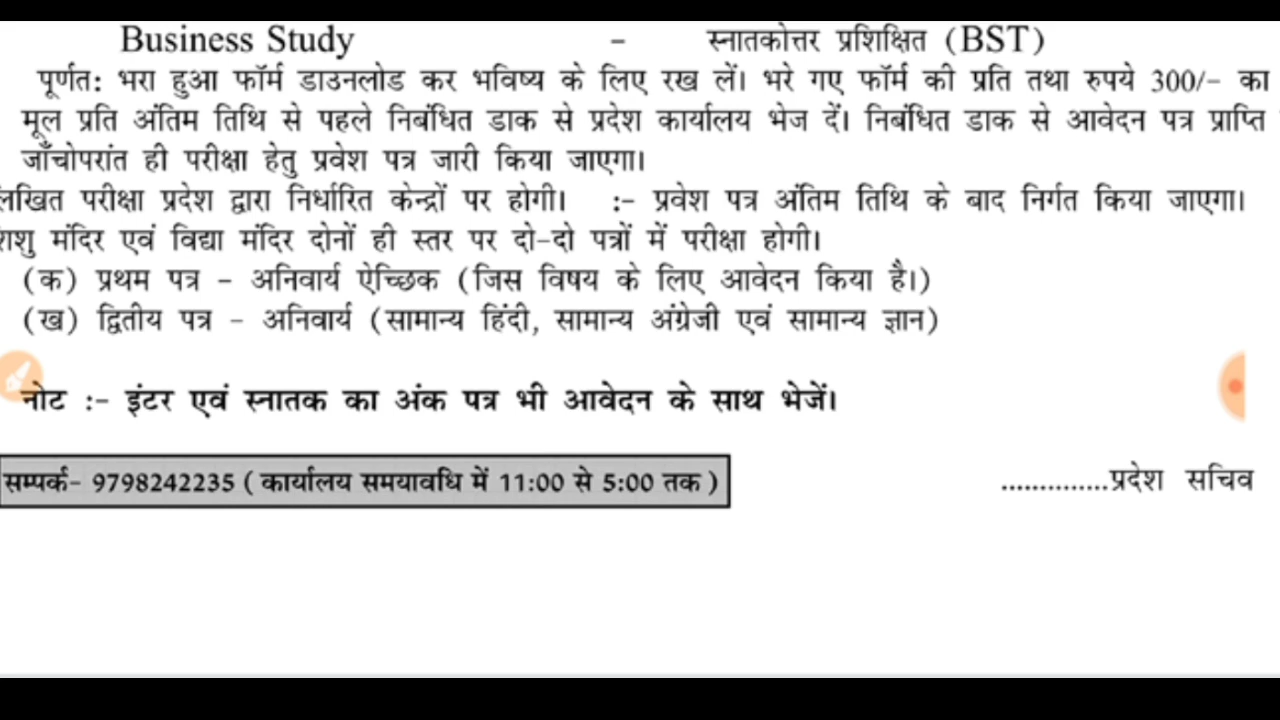 Business Study - स्नातकोत्तर प्रशिक्षित (BST)
पूर्णत: भरा हुआ फॉर्म डाउनलोड कर भविष्य के लिए रख लें। भरे गए फॉर्म की प्रति तथा रुपये 300/- का
मूल प्रति अंतिम तिथि से पहले निबंधित डाक से प्रदेश कार्यालय भेज दें। निबंधित डाक से आवेदन पत्र प्राप्ति
जाँचोपरांत ही परीक्षा हेतु प्रवेश पत्र जारी किया जाएगा।
परीक्षा प्रदेश द्वारा निर्धारित केन्द्रों पर होगी। :- प्रवेश पत्र अंतिम तिथि के बाद निर्गत किया जाएगा।
मंदिर एवं विद्या मंदिर दोनों ही स्तर पर दो-दो पत्रों में परीक्षा होगी।
(क) प्रथम पत्र - अनिवार्य ऐच्छिक (जिस विषय के लिए आवेदन किया है।)
(ख) द्वितीय पत्र - अनिवार्य (सामान्य हिंदी, सामान्य अंग्रेजी एवं सामान्य ज्ञान)
नोट :- इंटर एवं स्नातक का अंक पत्र भी आवेदन के साथ भेजें।
सम्पर्क- 9798242235 ( कार्यालय समयावधि में 11:00 से 5:00 तक )
..............प्रदेश सचिव